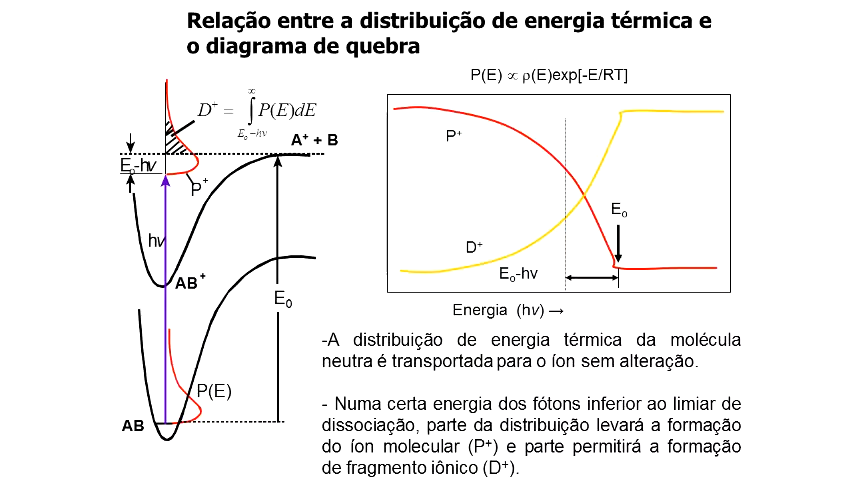 Relação entre a distribuição de energia térmica e
o diagrama de quebra
P(E) ∝ ρ(E)exp[-E/RT]
D⁺ = ∫ P(E)dE
∞
E₀-hν
A⁺ + B
E₀-hν
P⁺
hν
AB⁺
E₀
P(E)
AB
P⁺
E₀
D⁺
E₀-hν
Energia (hν) →
-A distribuição de energia térmica da molécula
neutra é transportada para o íon sem alteração.
- Numa certa energia dos fótons inferior ao limiar de
dissociação, parte da distribuição levará a formação
do íon molecular (P⁺) e parte permitirá a formação
de fragmento iônico (D⁺).